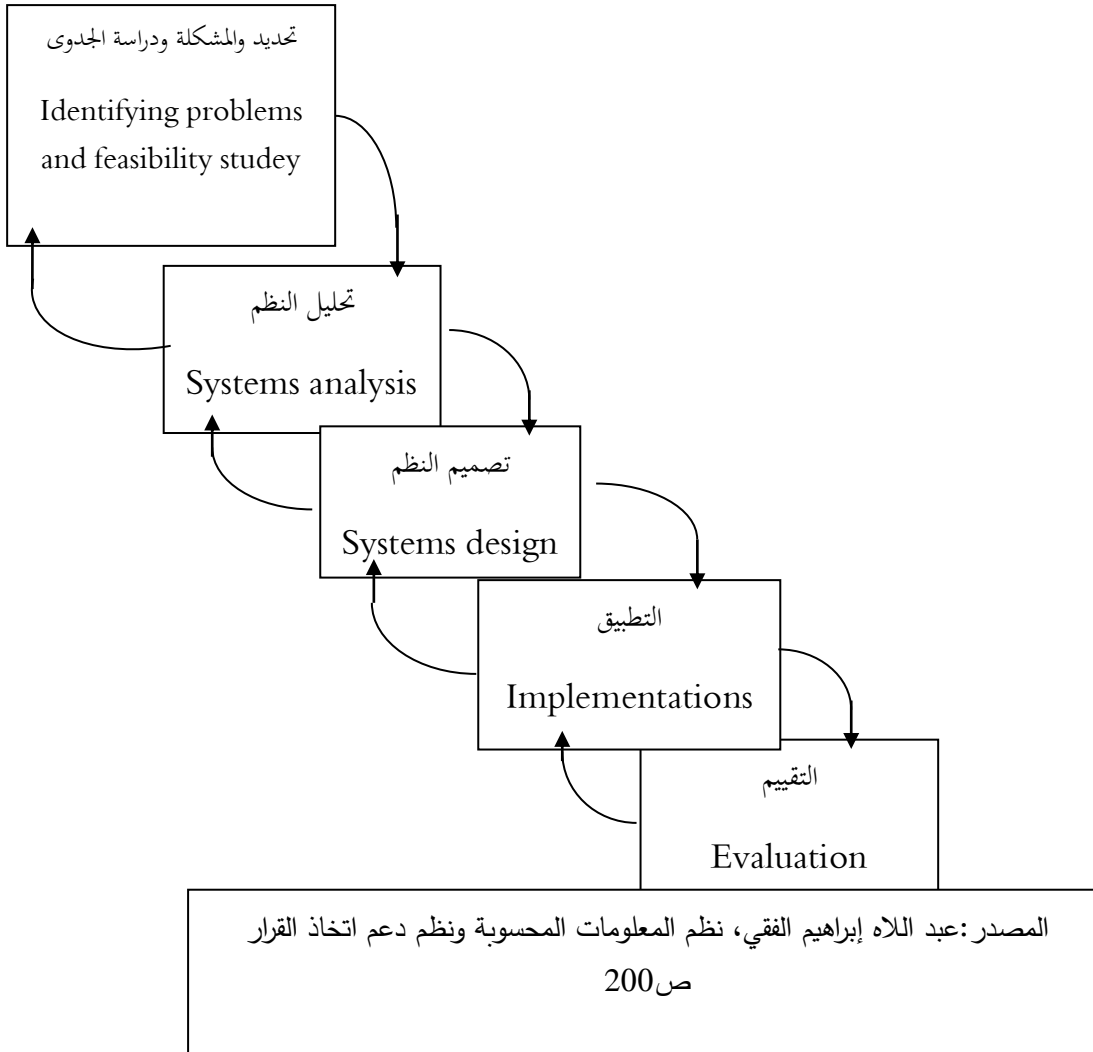 تحديد والمشكلة ودراسة الجدوى
Identifying problems
and feasibility studey
تحليل النظم
Systems analysis
تصميم النظم
Systems design
التطبيق
Implementations
التقييم
Evaluation
المصدر :عبد اللاه إبراهيم الفقي، نظم المعلومات المحسوبة ونظم دعم اتخاذ القرار
ص200